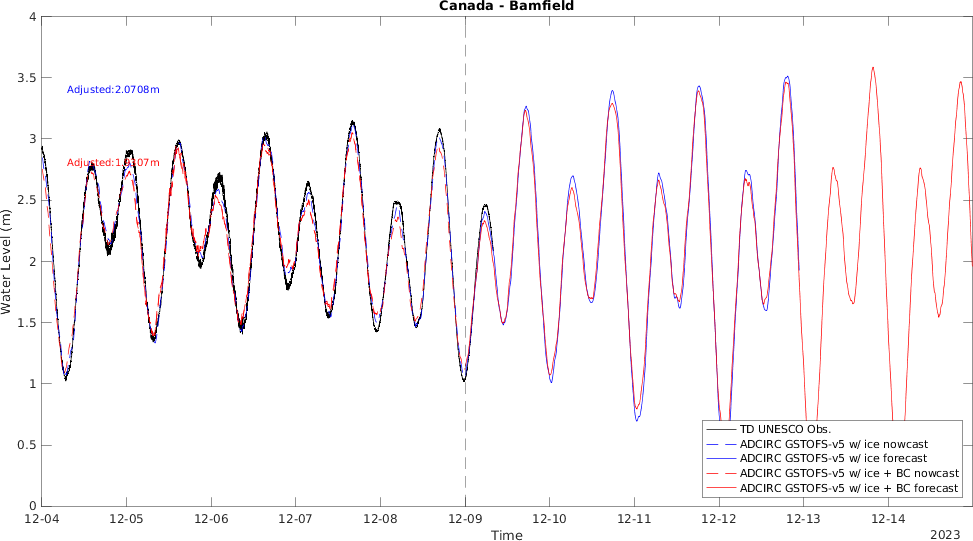 Canada - Bamfield
4
3.5
3
2.5
2
1.5
1
0.5
0
Water Level (m)
Adjusted:2.0708m
12-04
12-05
12-06
12-07
12-08
12-09
12-10
12-11
12-12
12-13
12-14
Time
2023
TD UNESCO Obs.
ADCIRC GSTOFS-v5 w/ ice nowcast
ADCIRC GSTOFS-v5 w/ ice forecast
ADCIRC GSTOFS-v5 w/ ice + BC nowcast
ADCIRC GSTOFS-v5 w/ ice + BC forecast